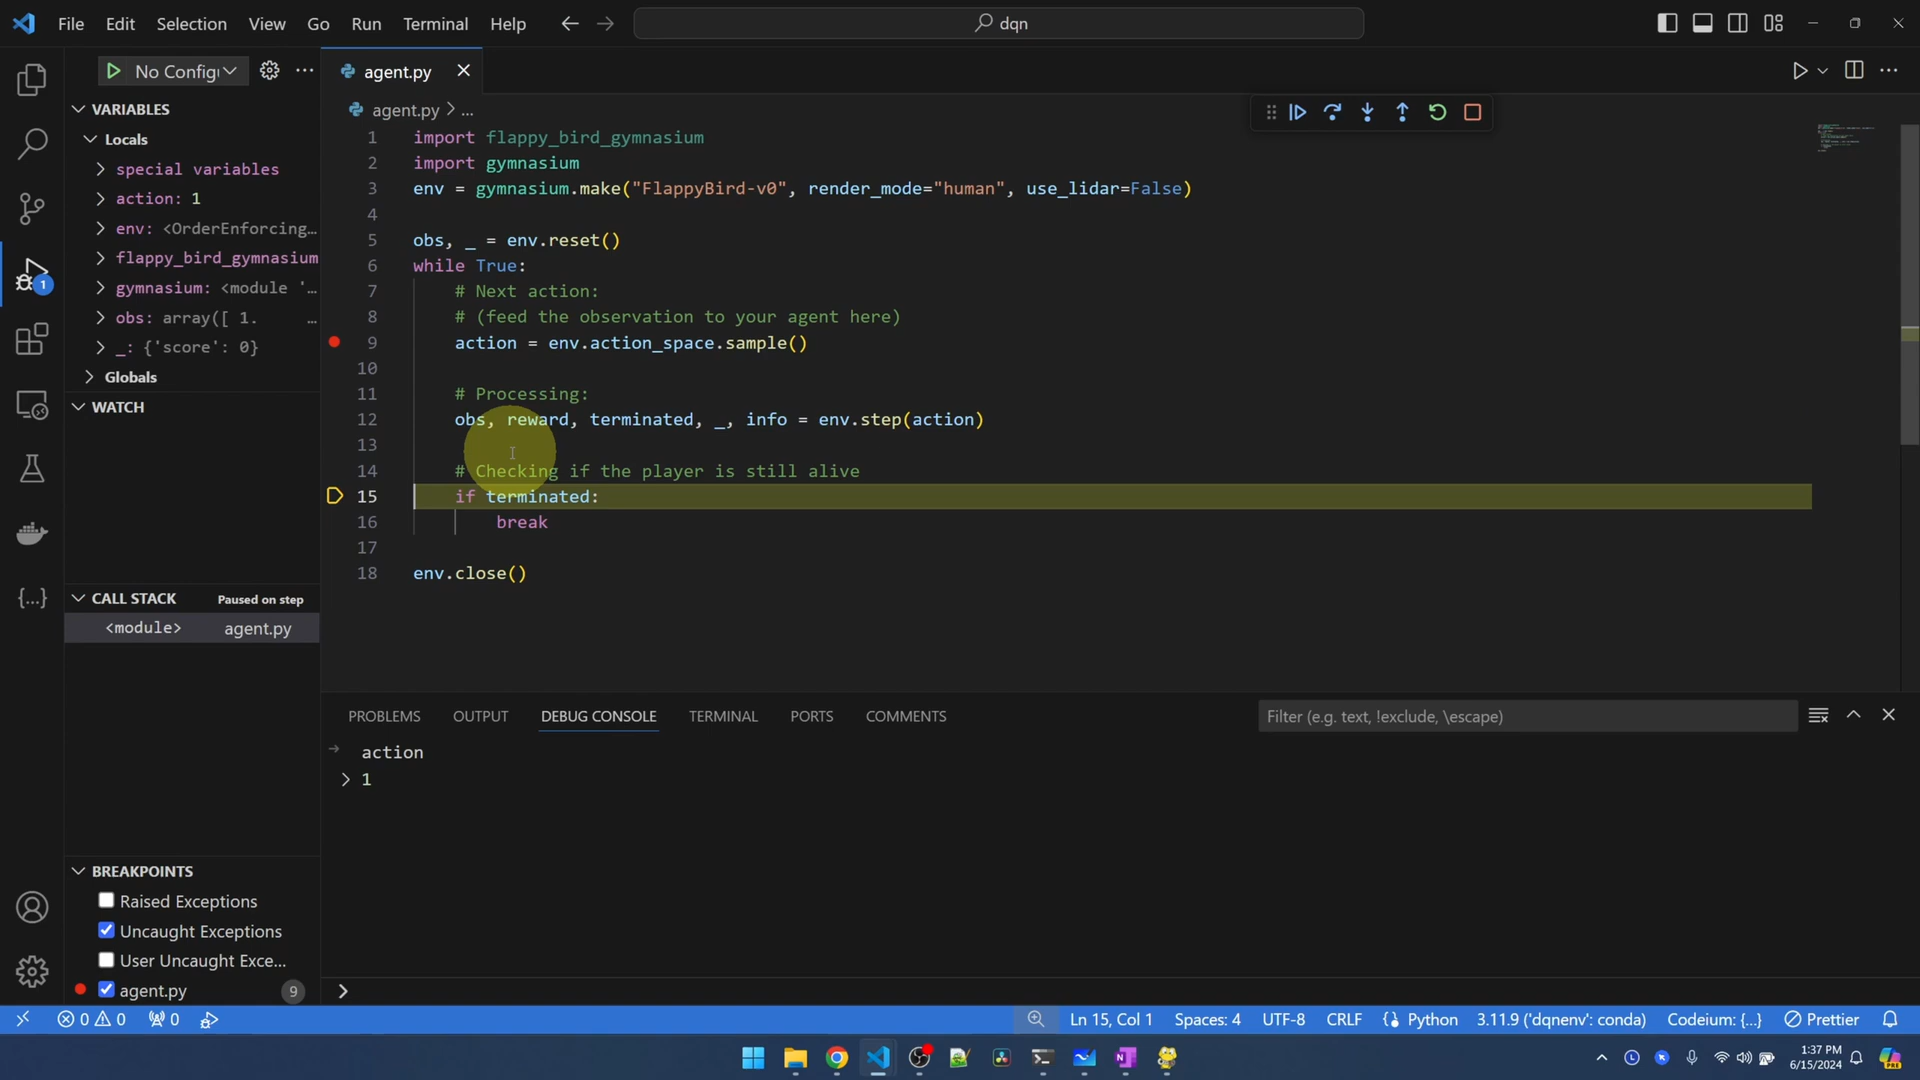 File Edit Selection View Go Run Terminal Help
dqn
No Config
agent.py
VARIABLES
Locals
special variables
action: 1
env: <OrderEnforcing...
flappy_bird_gymnasium
gymnasium: <module '...
obs: array([ 1. ...
_: {'score': 0}
Globals
WATCH
CALL STACK Paused on step
<module> agent.py
BREAKPOINTS
Raised Exceptions
Uncaught Exceptions
User Uncaught Exce...
agent.py 9
agent.py > ...
1 import flappy_bird_gymnasium
2 import gymnasium
3 env = gymnasium.make("FlappyBird-v0", render_mode="human", use_lidar=False)
4
5 obs, _ = env.reset()
6 while True:
7 # Next action:
8 # (feed the observation to your agent here)
9 action = env.action_space.sample()
10
11 # Processing:
12 obs, reward, terminated, _, info = env.step(action)
13
14 # Checking if the player is still alive
15 if terminated:
16 break
17
18 env.close()
PROBLEMS OUTPUT DEBUG CONSOLE TERMINAL PORTS COMMENTS
Filter (e.g. text, !exclude, \escape)
action
1
0 0 0
Ln 15, Col 1 Spaces: 4 UTF-8 CRLF Python 3.11.9 ('dqnenv': conda) Codeium: {...} Prettier
1:37 PM
6/15/2024